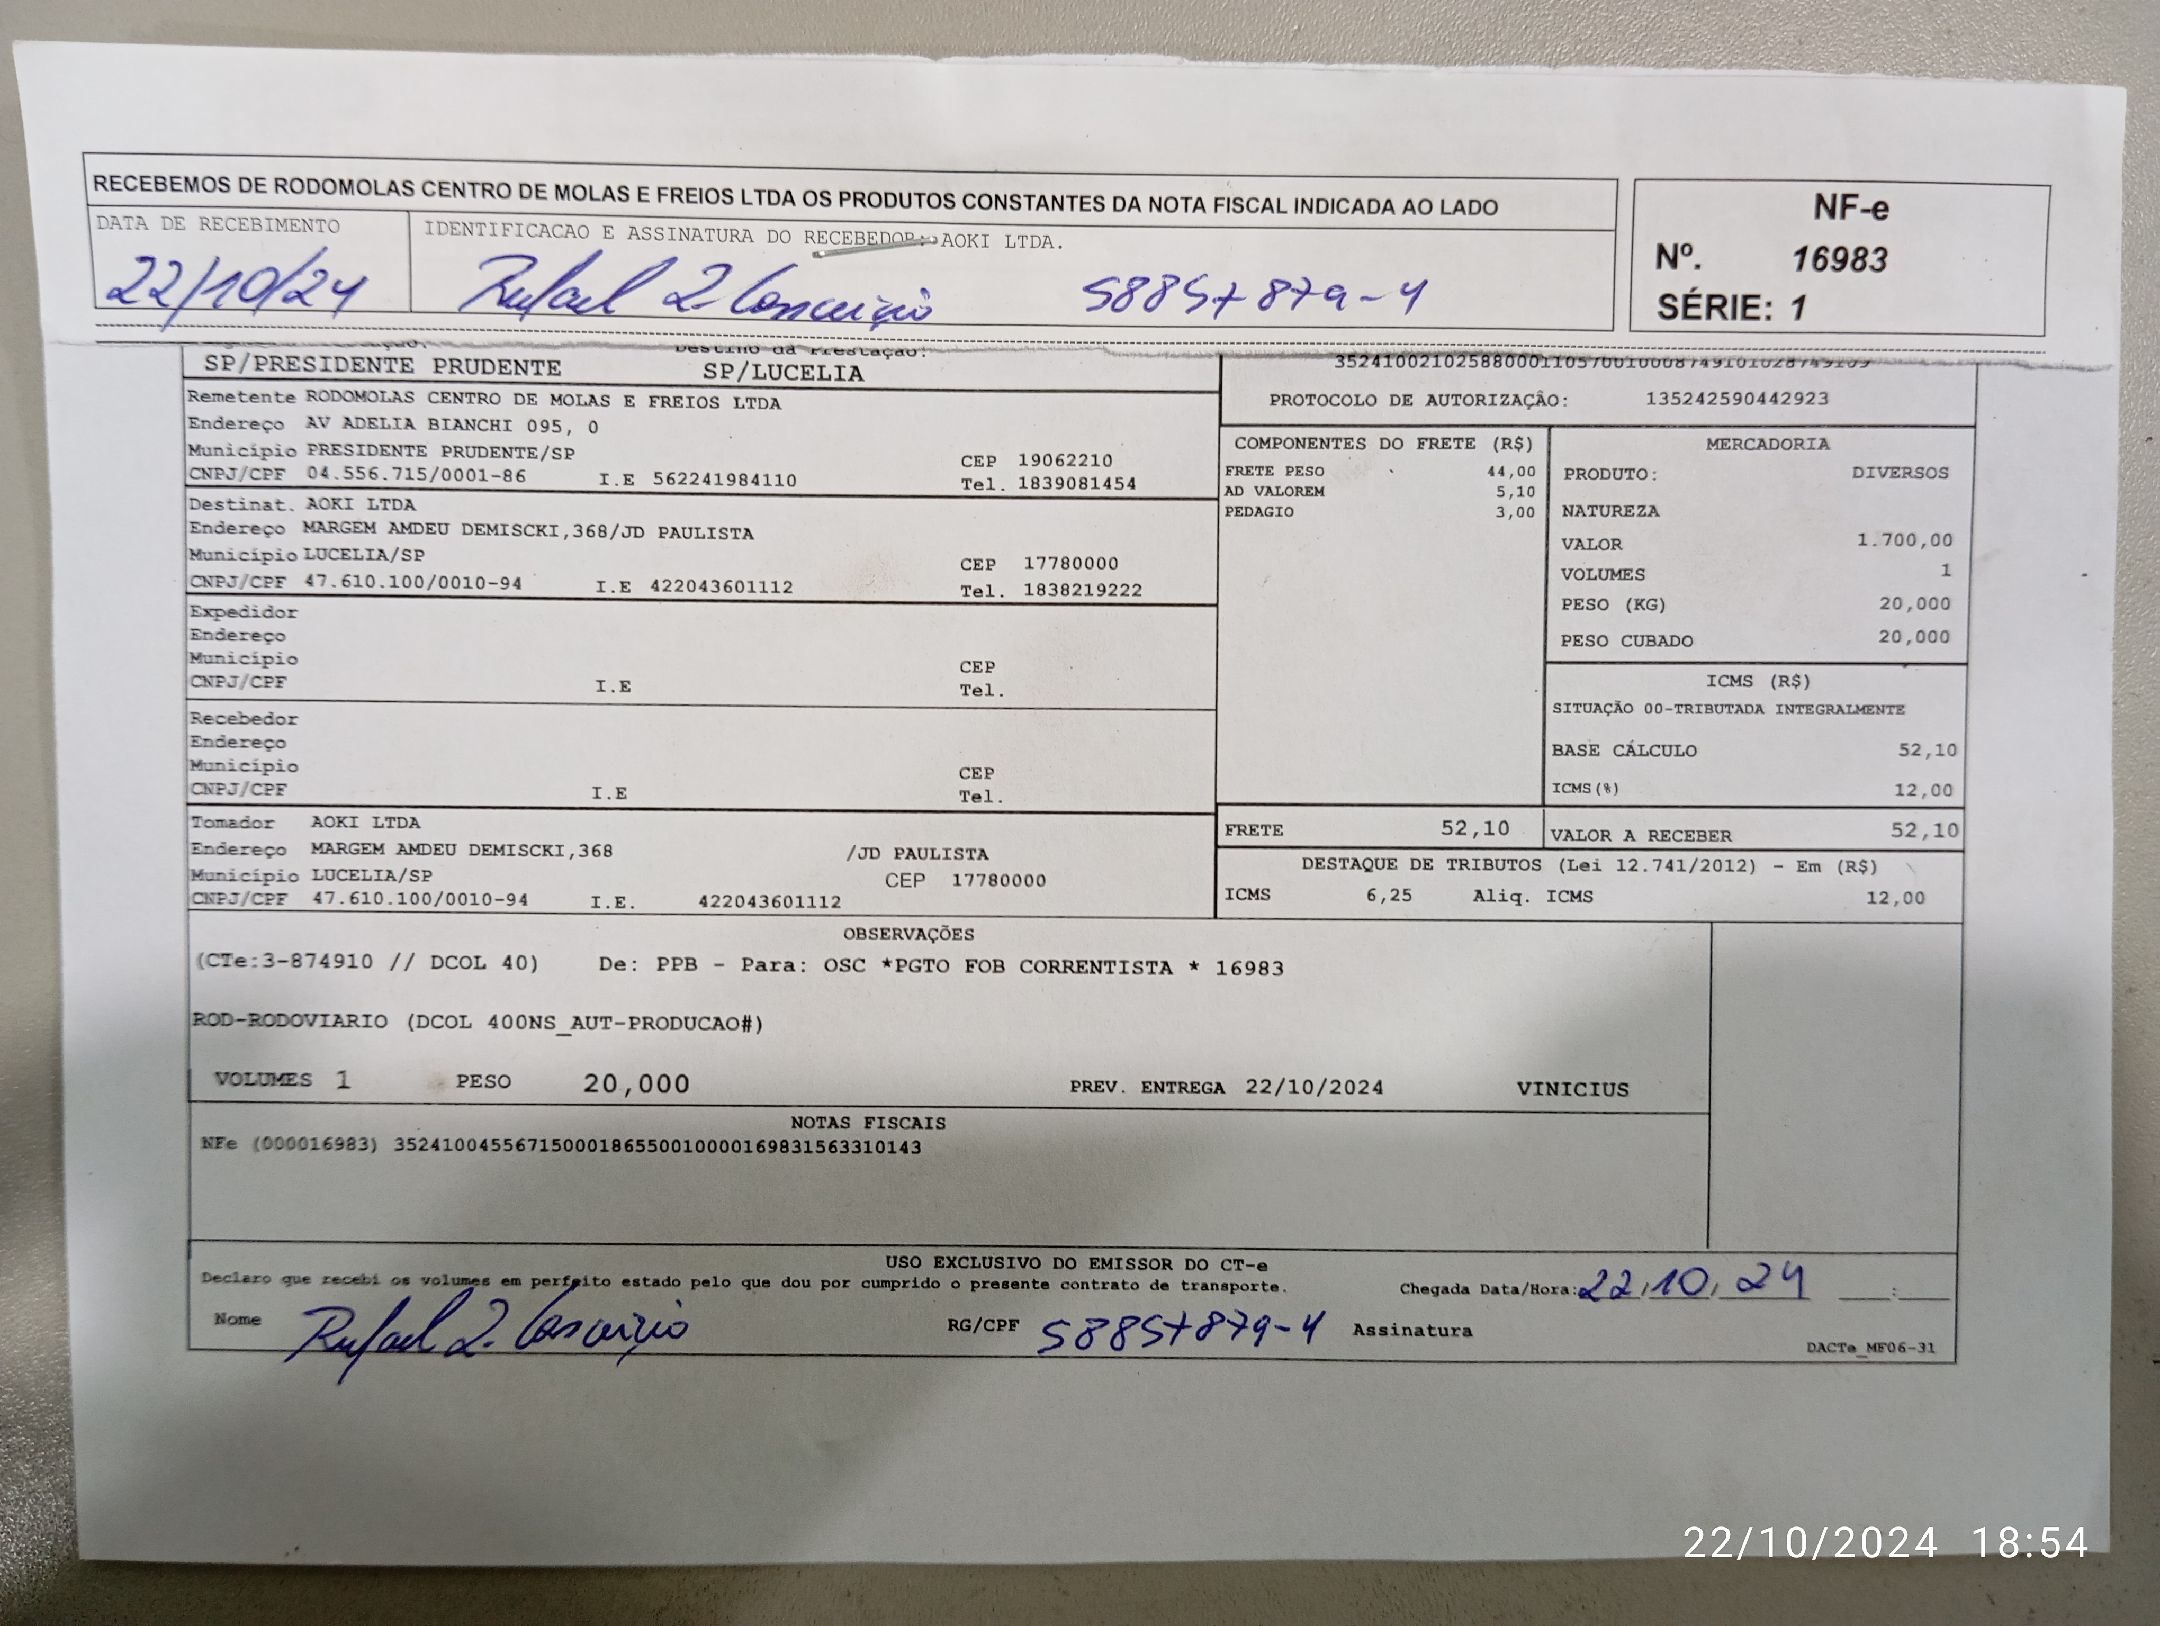 RECEBEMOS DE RODOMOLAS CENTRO DE MOLAS E FREIOS LTDA OS PRODUTOS CONSTANTES DA NOTA FISCAL INDICADA AO LADO
NF-e
Nº. 16983
SÉRIE: 1
DATA DE RECEBIMENTO
22/10/24
IDENTIFICACAO E ASSINATURA DO RECEBEDOR: AOKI LTDA.
Rafael
58857879-4
Destino da Prestação:
SP/PRESIDENTE PRUDENTE SP/LUCELIA
PROTOCOLO DE AUTORIZAÇÃO: 135242590442923
Remetente RODOMOLAS CENTRO DE MOLAS E FREIOS LTDA
Endereço AV ADELIA BIANCHI 095, 0
Município PRESIDENTE PRUDENTE/SP CEP 19062210
CNPJ/CPF 04.556.715/0001-86 I.E 562241984110 Tel. 1839081454
Destinat. AOKI LTDA
Endereço MARGEM AMDEU DEMISCKI,368/JD PAULISTA
Município LUCELIA/SP CEP 17780000
CNPJ/CPF 47.610.100/0010-94 I.E 422043601112 Tel. 1838219222
Expedidor
Endereço
Município CEP
CNPJ/CPF I.E Tel.
Recebedor
Endereço
Município CEP
CNPJ/CPF I.E Tel.
Tomador AOKI LTDA
Endereço MARGEM AMDEU DEMISCKI,368 /JD PAULISTA
Município LUCELIA/SP CEP 17780000
CNPJ/CPF 47.610.100/0010-94 I.E. 422043601112
COMPONENTES DO FRETE (R$)
FRETE PESO 44,00
AD VALOREM 5,10
PEDAGIO 3,00
MERCADORIA
PRODUTO: DIVERSOS
NATUREZA
VALOR 1.700,00
VOLUMES 1
PESO (KG) 20,000
PESO CUBADO 20,000
ICMS (R$)
SITUAÇÃO 00-TRIBUTADA INTEGRALMENTE
BASE CÁLCULO 52,10
ICMS(%) 12,00
FRETE 52,10 VALOR A RECEBER 52,10
DESTAQUE DE TRIBUTOS (Lei 12.741/2012) - Em (R$)
ICMS 6,25 Aliq. ICMS 12,00
OBSERVAÇÕES
(CTe:3-874910 // DCOL 40) De: PPB - Para: OSC *PGTO FOB CORRENTISTA * 16983
ROD-RODOVIARIO (DCOL 400NS_AUT-PRODUCAO#)
VOLUMES 1 PESO 20,000 PREV. ENTREGA 22/10/2024 VINICIUS
NOTAS FISCAIS
NFe (000016983) 35241004556715000186550010000169831563310143
USO EXCLUSIVO DO EMISSOR DO CT-e
Declaro que recebi os volumes em perfeito estado pelo que dou por cumprido o presente contrato de transporte. Chegada Data/Hora: 22/10/24 :
Nome Rafael RG/CPF 58857879-4 Assinatura
DACTe_MF06-31
22/10/2024 18:54